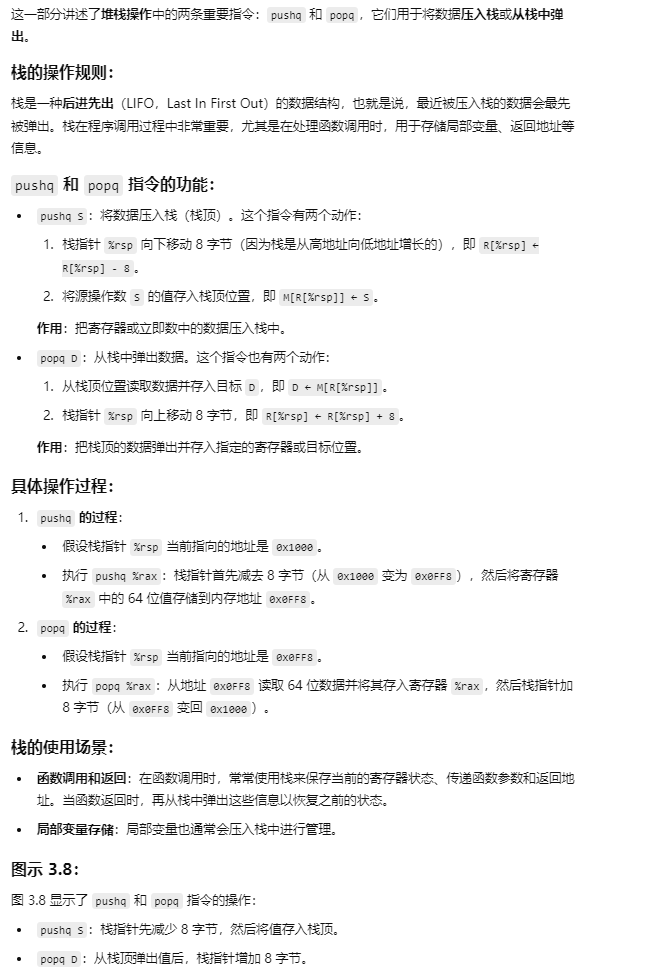 这一部分讲述了堆栈操作中的两条重要指令：pushq 和 popq，它们用于将数据压入栈或从栈中弹
出。
栈的操作规则：
栈是一种后进先出（LIFO，Last In First Out）的数据结构，也就是说，最近被压入栈的数据会最先
被弹出。栈在程序调用过程中非常重要，尤其是在处理函数调用时，用于存储局部变量、返回地址等
信息。
pushq 和 popq 指令的功能：
• pushq S：将数据压入栈（栈顶）。这个指令有两个动作：
1. 栈指针 %rsp 向下移动 8 字节（因为栈是从高地址向低地址增长的），即 R[%rsp] ←
R[%rsp] - 8。
2. 将源操作数 S 的值存入栈顶位置，即 M[R[%rsp]] ← S。
作用：把寄存器或立即数中的数据压入栈中。
• popq D：从栈中弹出数据。这个指令也有两个动作：
1. 从栈顶位置读取数据并存入目标 D，即 D ← M[R[%rsp]]。
2. 栈指针 %rsp 向上移动 8 字节，即 R[%rsp] ← R[%rsp] + 8。
作用：把栈顶的数据弹出并存入指定的寄存器或目标位置。
具体操作过程：
1. pushq 的过程：
• 假设栈指针 %rsp 当前指向的地址是 0x1000。
• 执行 pushq %rax：栈指针首先减去 8 字节（从 0x1000 变为 0x0FF8），然后将寄存器
%rax 中的 64 位值存储到内存地址 0x0FF8。
2. popq 的过程：
• 假设栈指针 %rsp 当前指向的地址是 0x0FF8。
• 执行 popq %rax：从地址 0x0FF8 读取 64 位数据并将其存入寄存器 %rax，然后栈指针加
8 字节（从 0x0FF8 变回 0x1000）。
栈的使用场景：
• 函数调用和返回：在函数调用时，常常使用栈来保存当前的寄存器状态、传递函数参数和返回地
址。当函数返回时，再从栈中弹出这些信息以恢复之前的状态。
• 局部变量存储：局部变量也通常会压入栈中进行管理。
图示 3.8：
图 3.8 显示了 pushq 和 popq 指令的操作：
• pushq S：栈指针先减少 8 字节，然后将值存入栈顶。
• popq D：从栈顶弹出值后，栈指针增加 8 字节。